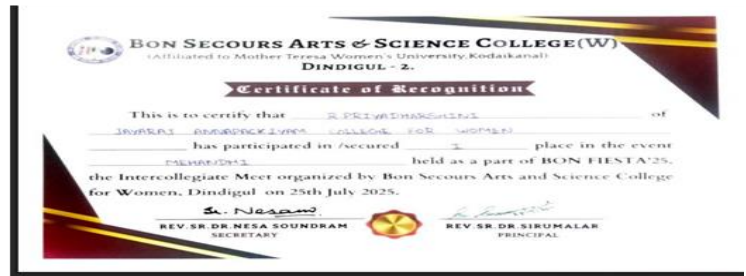 BON SECOURS ARTS & SCIENCE COLLEGE(W)
(Affiliated to Mother Teresa Women's University,Kodaikanal)
DINDIGUL - 2.
Certificate of Recognition
This is to certify that R PRIYADHARSHINI of
JAYARAJ ANNAPACKIYAM COLLEGE FOR WOMEN
has participated in /secured I place in the event
MEHANDHI held as a part of BON FIESTA'25,
the Intercollegiate Meet organized by Bon Secours Arts and Science College
for Women, Dindigul on 25th July 2025.
Sr. Nesam
REV.SR.DR.NESA SOUNDRAM REV.SR.DR.SIRUMALAR
SECRETARY PRINCIPAL